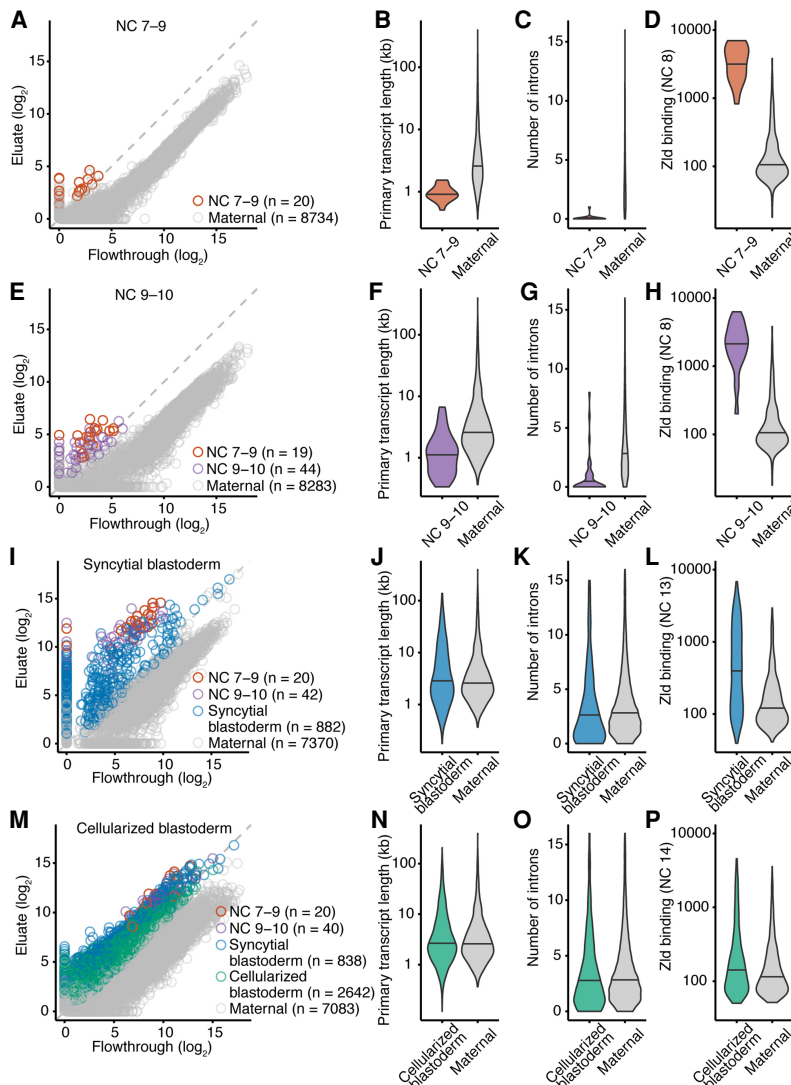 A
NC 7–9
Eluate (log2)
15
10
5
0
0
5
10
15
Flowthrough (log2)
NC 7–9 (n = 20)
Maternal (n = 8734)
B
Primary transcript length (kb)
100
10
1
NC 7–9
Maternal
C
Number of introns
15
10
5
0
NC 7–9
Maternal
D
Zld binding (NC 8)
10000
1000
100
NC 7–9
Maternal
E
NC 9–10
Eluate (log2)
15
10
5
0
0
5
10
15
Flowthrough (log2)
NC 7–9 (n = 19)
NC 9–10 (n = 44)
Maternal (n = 8283)
F
Primary transcript length (kb)
100
10
1
NC 9–10
Maternal
G
Number of introns
15
10
5
0
NC 9–10
Maternal
H
Zld binding (NC 8)
10000
1000
100
NC 9–10
Maternal
I
Syncytial blastoderm
Eluate (log2)
15
10
5
0
0
5
10
15
Flowthrough (log2)
NC 7–9 (n = 20)
NC 9–10 (n = 42)
Syncytial
blastoderm (n = 882)
Maternal (n = 7370)
J
Primary transcript length (kb)
100
10
1
Syncytial
blastoderm
Maternal
K
Number of introns
15
10
5
0
Syncytial
blastoderm
Maternal
L
Zld binding (NC 13)
10000
1000
100
Syncytial
blastoderm
Maternal
M
Cellularized blastoderm
Eluate (log2)
15
10
5
0
0
5
10
15
Flowthrough (log2)
NC 7–9 (n = 20)
NC 9–10 (n = 40)
Syncytial
blastoderm (n = 838)
Cellularized
blastoderm (n = 2642)
Maternal (n = 7083)
N
Primary transcript length (kb)
100
10
1
Cellularized
blastoderm
Maternal
O
Number of introns
15
10
5
0
Cellularized
blastoderm
Maternal
P
Zld binding (NC 14)
10000
1000
100
Cellularized
blastoderm
Maternal